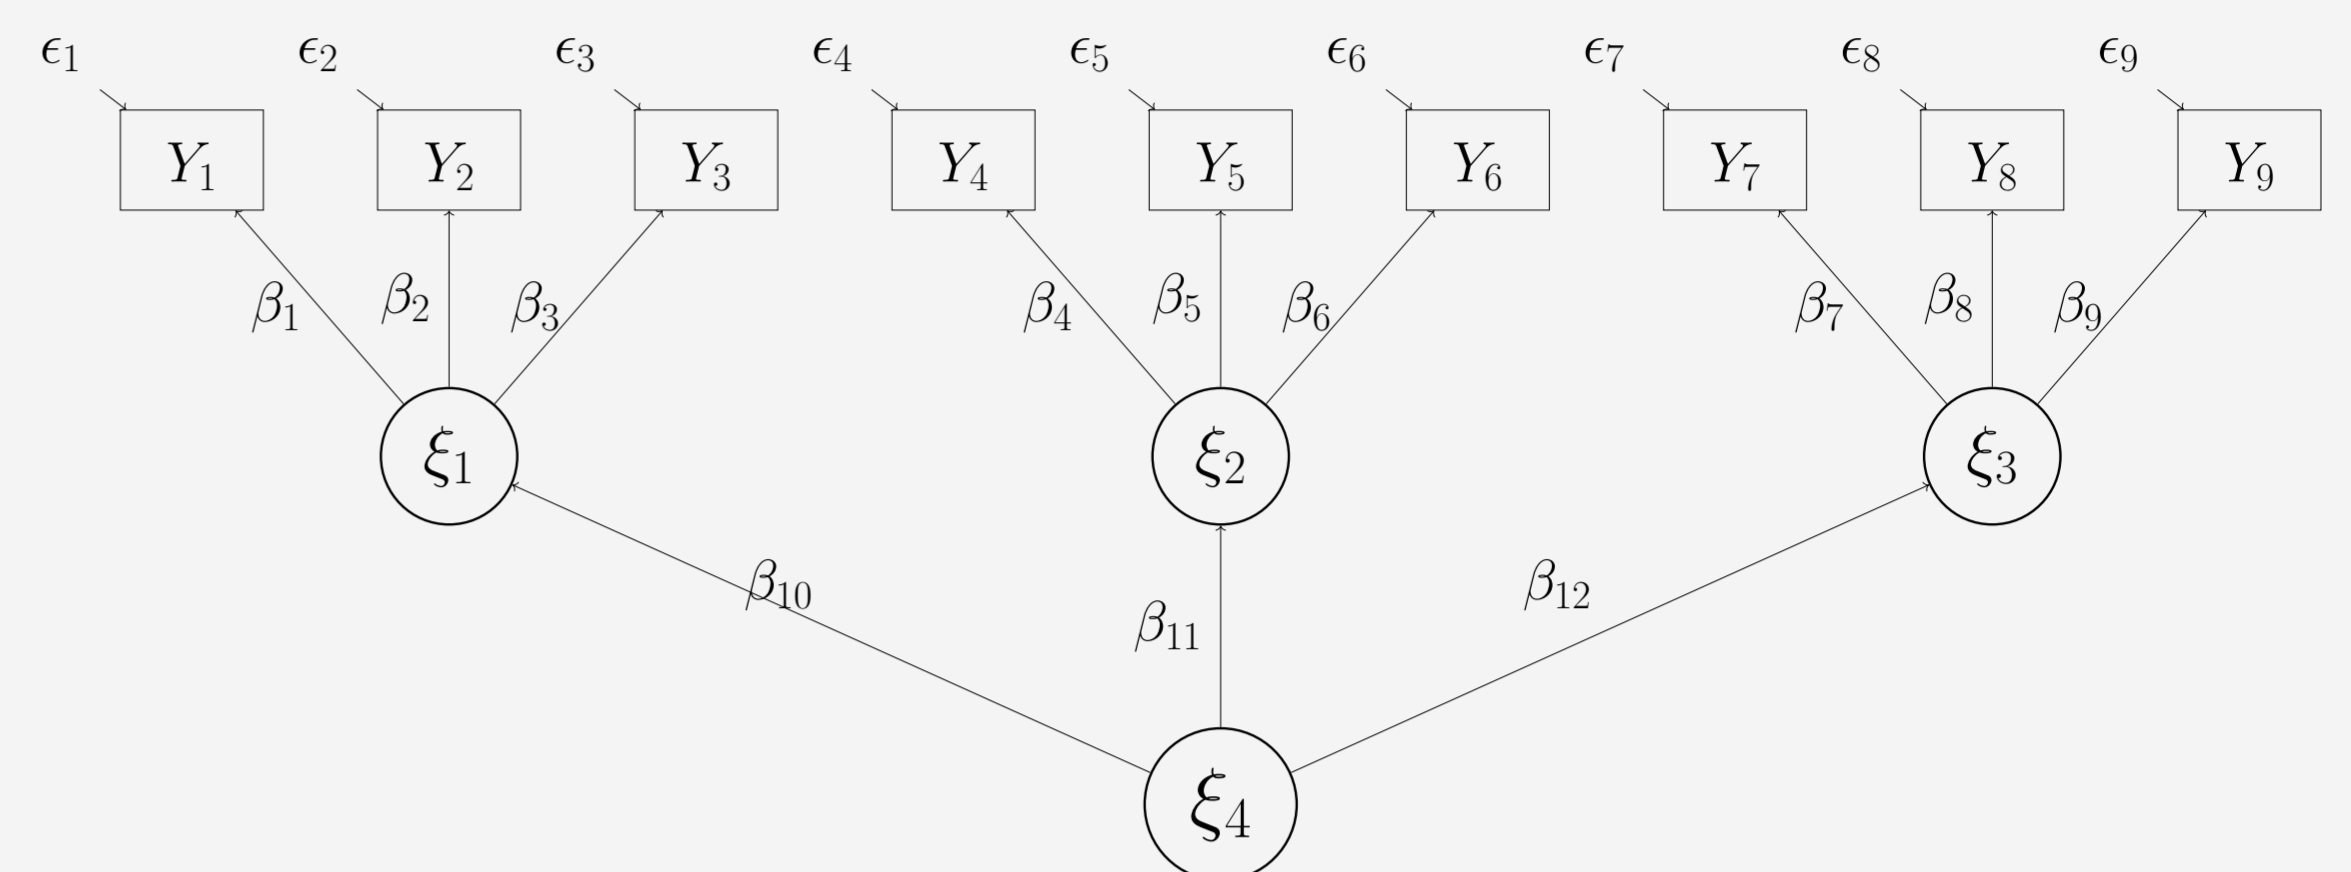 ϵ1 ϵ2 ϵ3 ϵ4 ϵ5 ϵ6 ϵ7 ϵ8 ϵ9
Y1 Y2 Y3 Y4 Y5 Y6 Y7 Y8 Y9
β1 β2 β3 β4 β5 β6 β7 β8 β9
ξ1 ξ2 ξ3
β10 β11 β12
ξ4